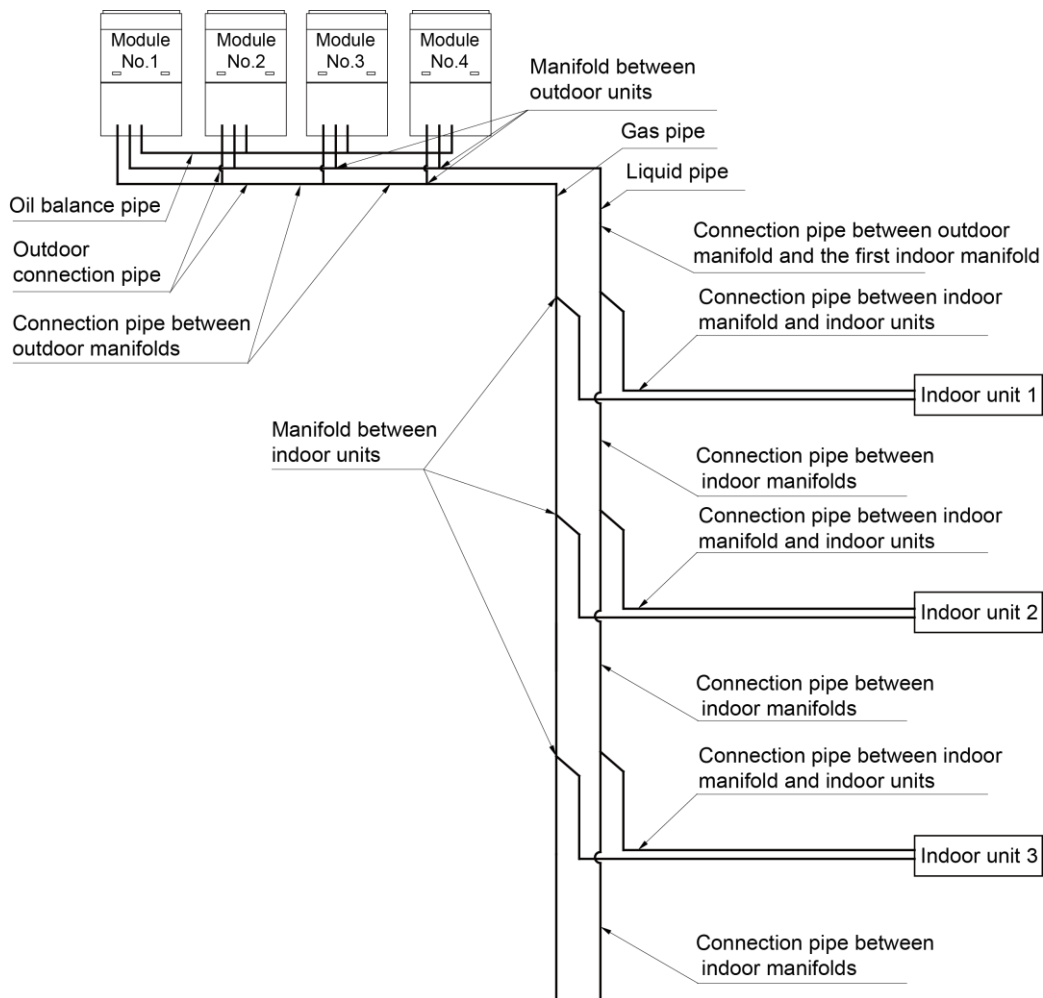 Module
No.1
Module
No.2
Module
No.3
Module
No.4
Manifold between
outdoor units
Gas pipe
Liquid pipe
Oil balance pipe
Outdoor
connection pipe
Connection pipe between
outdoor manifolds
Connection pipe between outdoor
manifold and the first indoor manifold
Connection pipe between indoor
manifold and indoor units
Indoor unit 1
Manifold between
indoor units
Connection pipe between
indoor manifolds
Connection pipe between indoor
manifold and indoor units
Indoor unit 2
Connection pipe between
indoor manifolds
Connection pipe between indoor
manifold and indoor units
Indoor unit 3
Connection pipe between
indoor manifolds